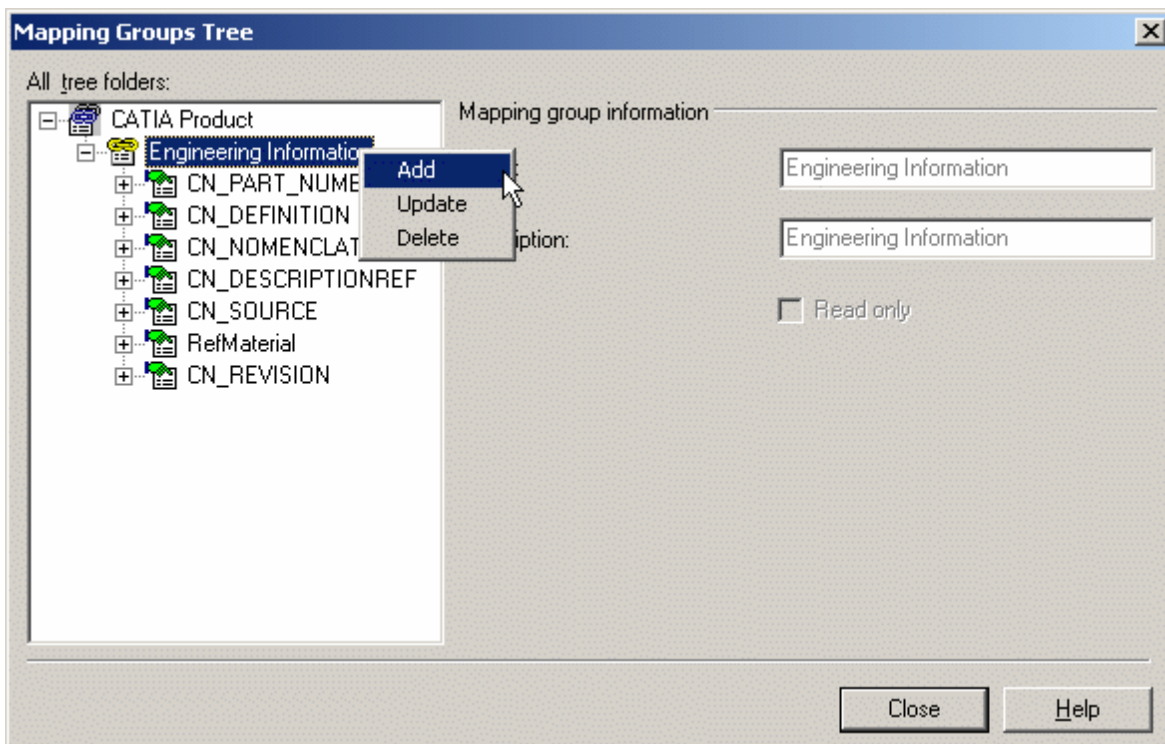 Mapping Groups Tree
All tree folders:
CATIA Product
Mapping group information
Engineering Information
Add
Engineering Information
CN_PART_NUME
Update
CN_DEFINITION
Delete
iption:
Engineering Information
CN_NOMENCLAT
CN_DESCRIPTIONREF
CN_SOURCE
Read only
RefMaterial
CN_REVISION
Close
Help